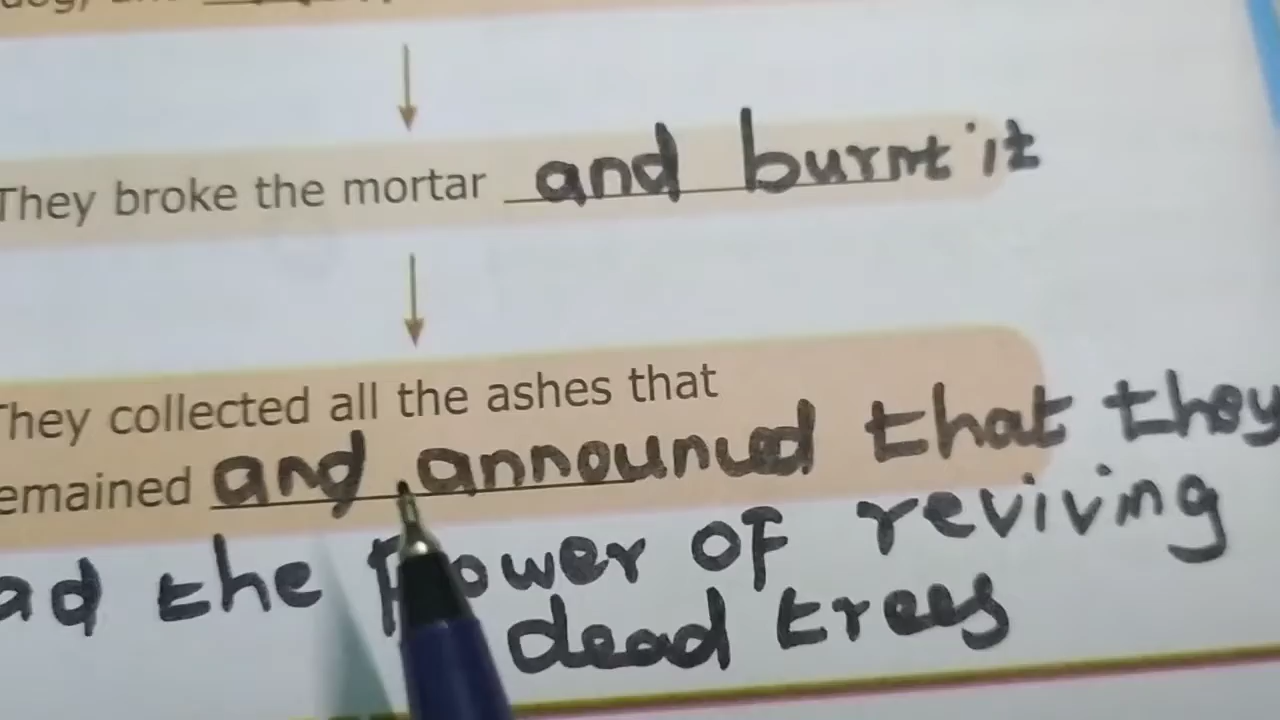 They broke the mortar and burnt it
They collected all the ashes that
emained and announced that they
ad the power of reviving
dead trees